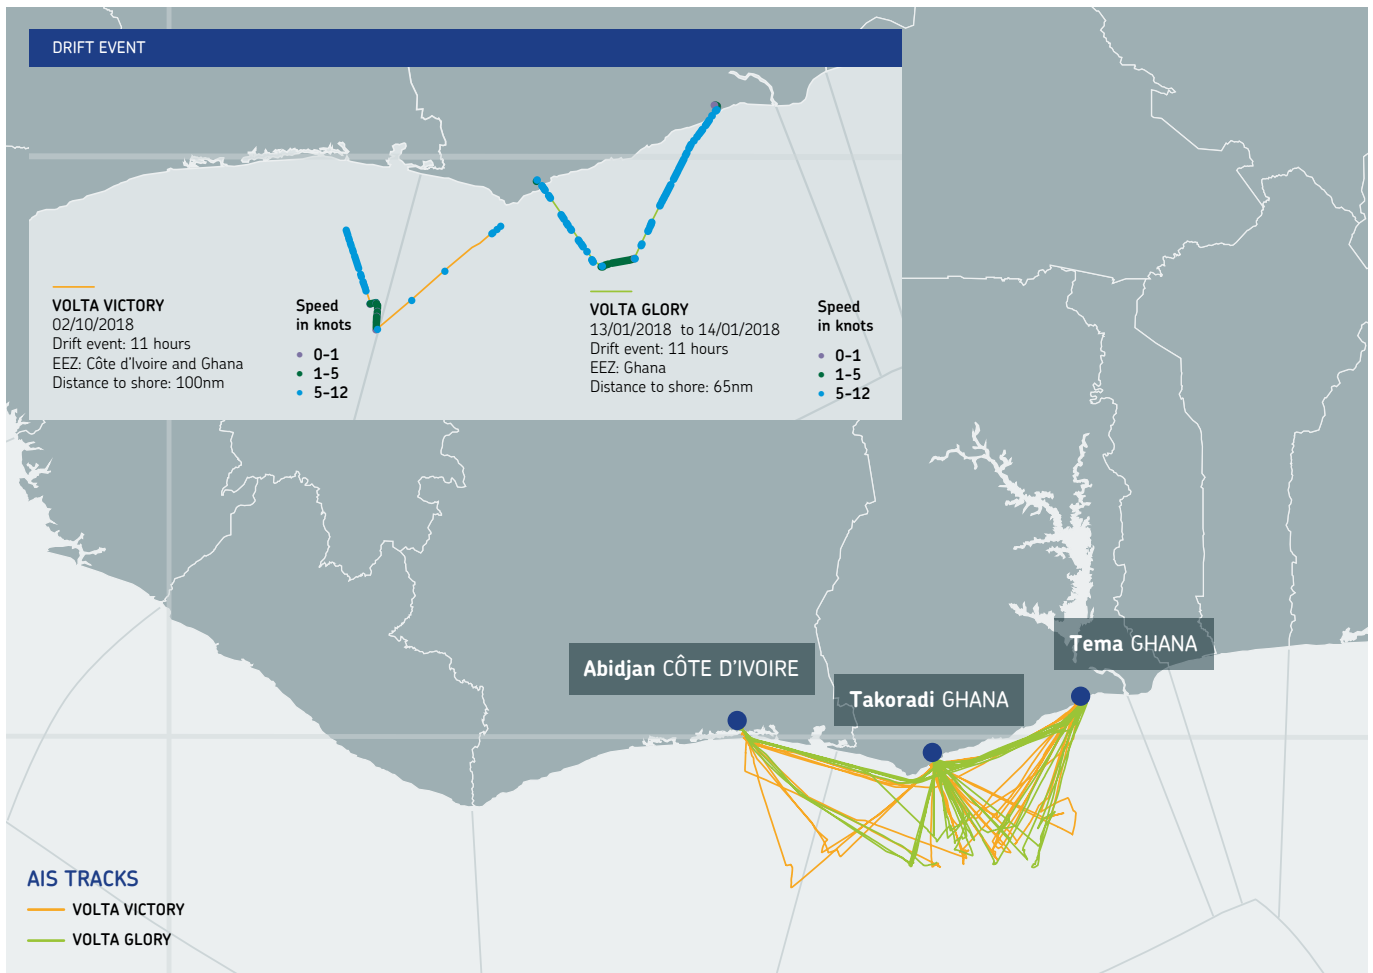 DRIFT EVENT
VOLTA VICTORY
02/10/2018
Drift event: 11 hours
EEZ: Côte d'Ivoire and Ghana
Distance to shore: 100nm
Speed
in knots
0-1
1-5
5-12
VOLTA GLORY
13/01/2018 to 14/01/2018
Drift event: 11 hours
EEZ: Ghana
Distance to shore: 65nm
Speed
in knots
0-1
1-5
5-12
Tema GHANA
Abidjan CÔTE D'IVOIRE
Takoradi GHANA
AIS TRACKS
VOLTA VICTORY
VOLTA GLORY